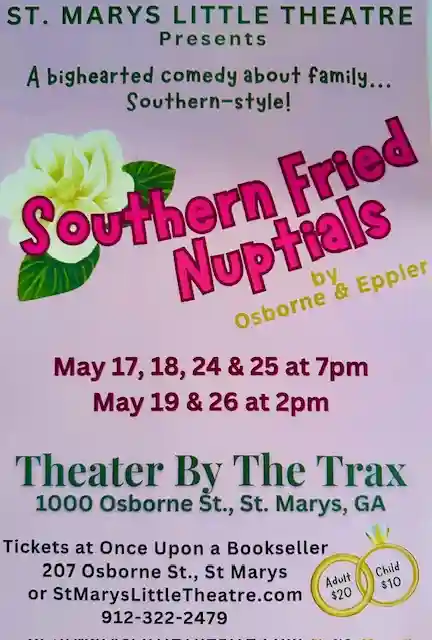 ST. MARYS LITTLE THEATRE
Presents
A bighearted comedy about family...
Southern-style!
Southern Fried
Nuptials
by
Osborne & Eppler
May 17, 18, 24 & 25 at 7pm
May 19 & 26 at 2pm
Theater By The Trax
1000 Osborne St., St. Marys, GA
Tickets at Once Upon a Bookseller
207 Osborne St., St Marys
or StMarysLittleTheatre.com
912-322-2479
Adult
$20
Child
$10